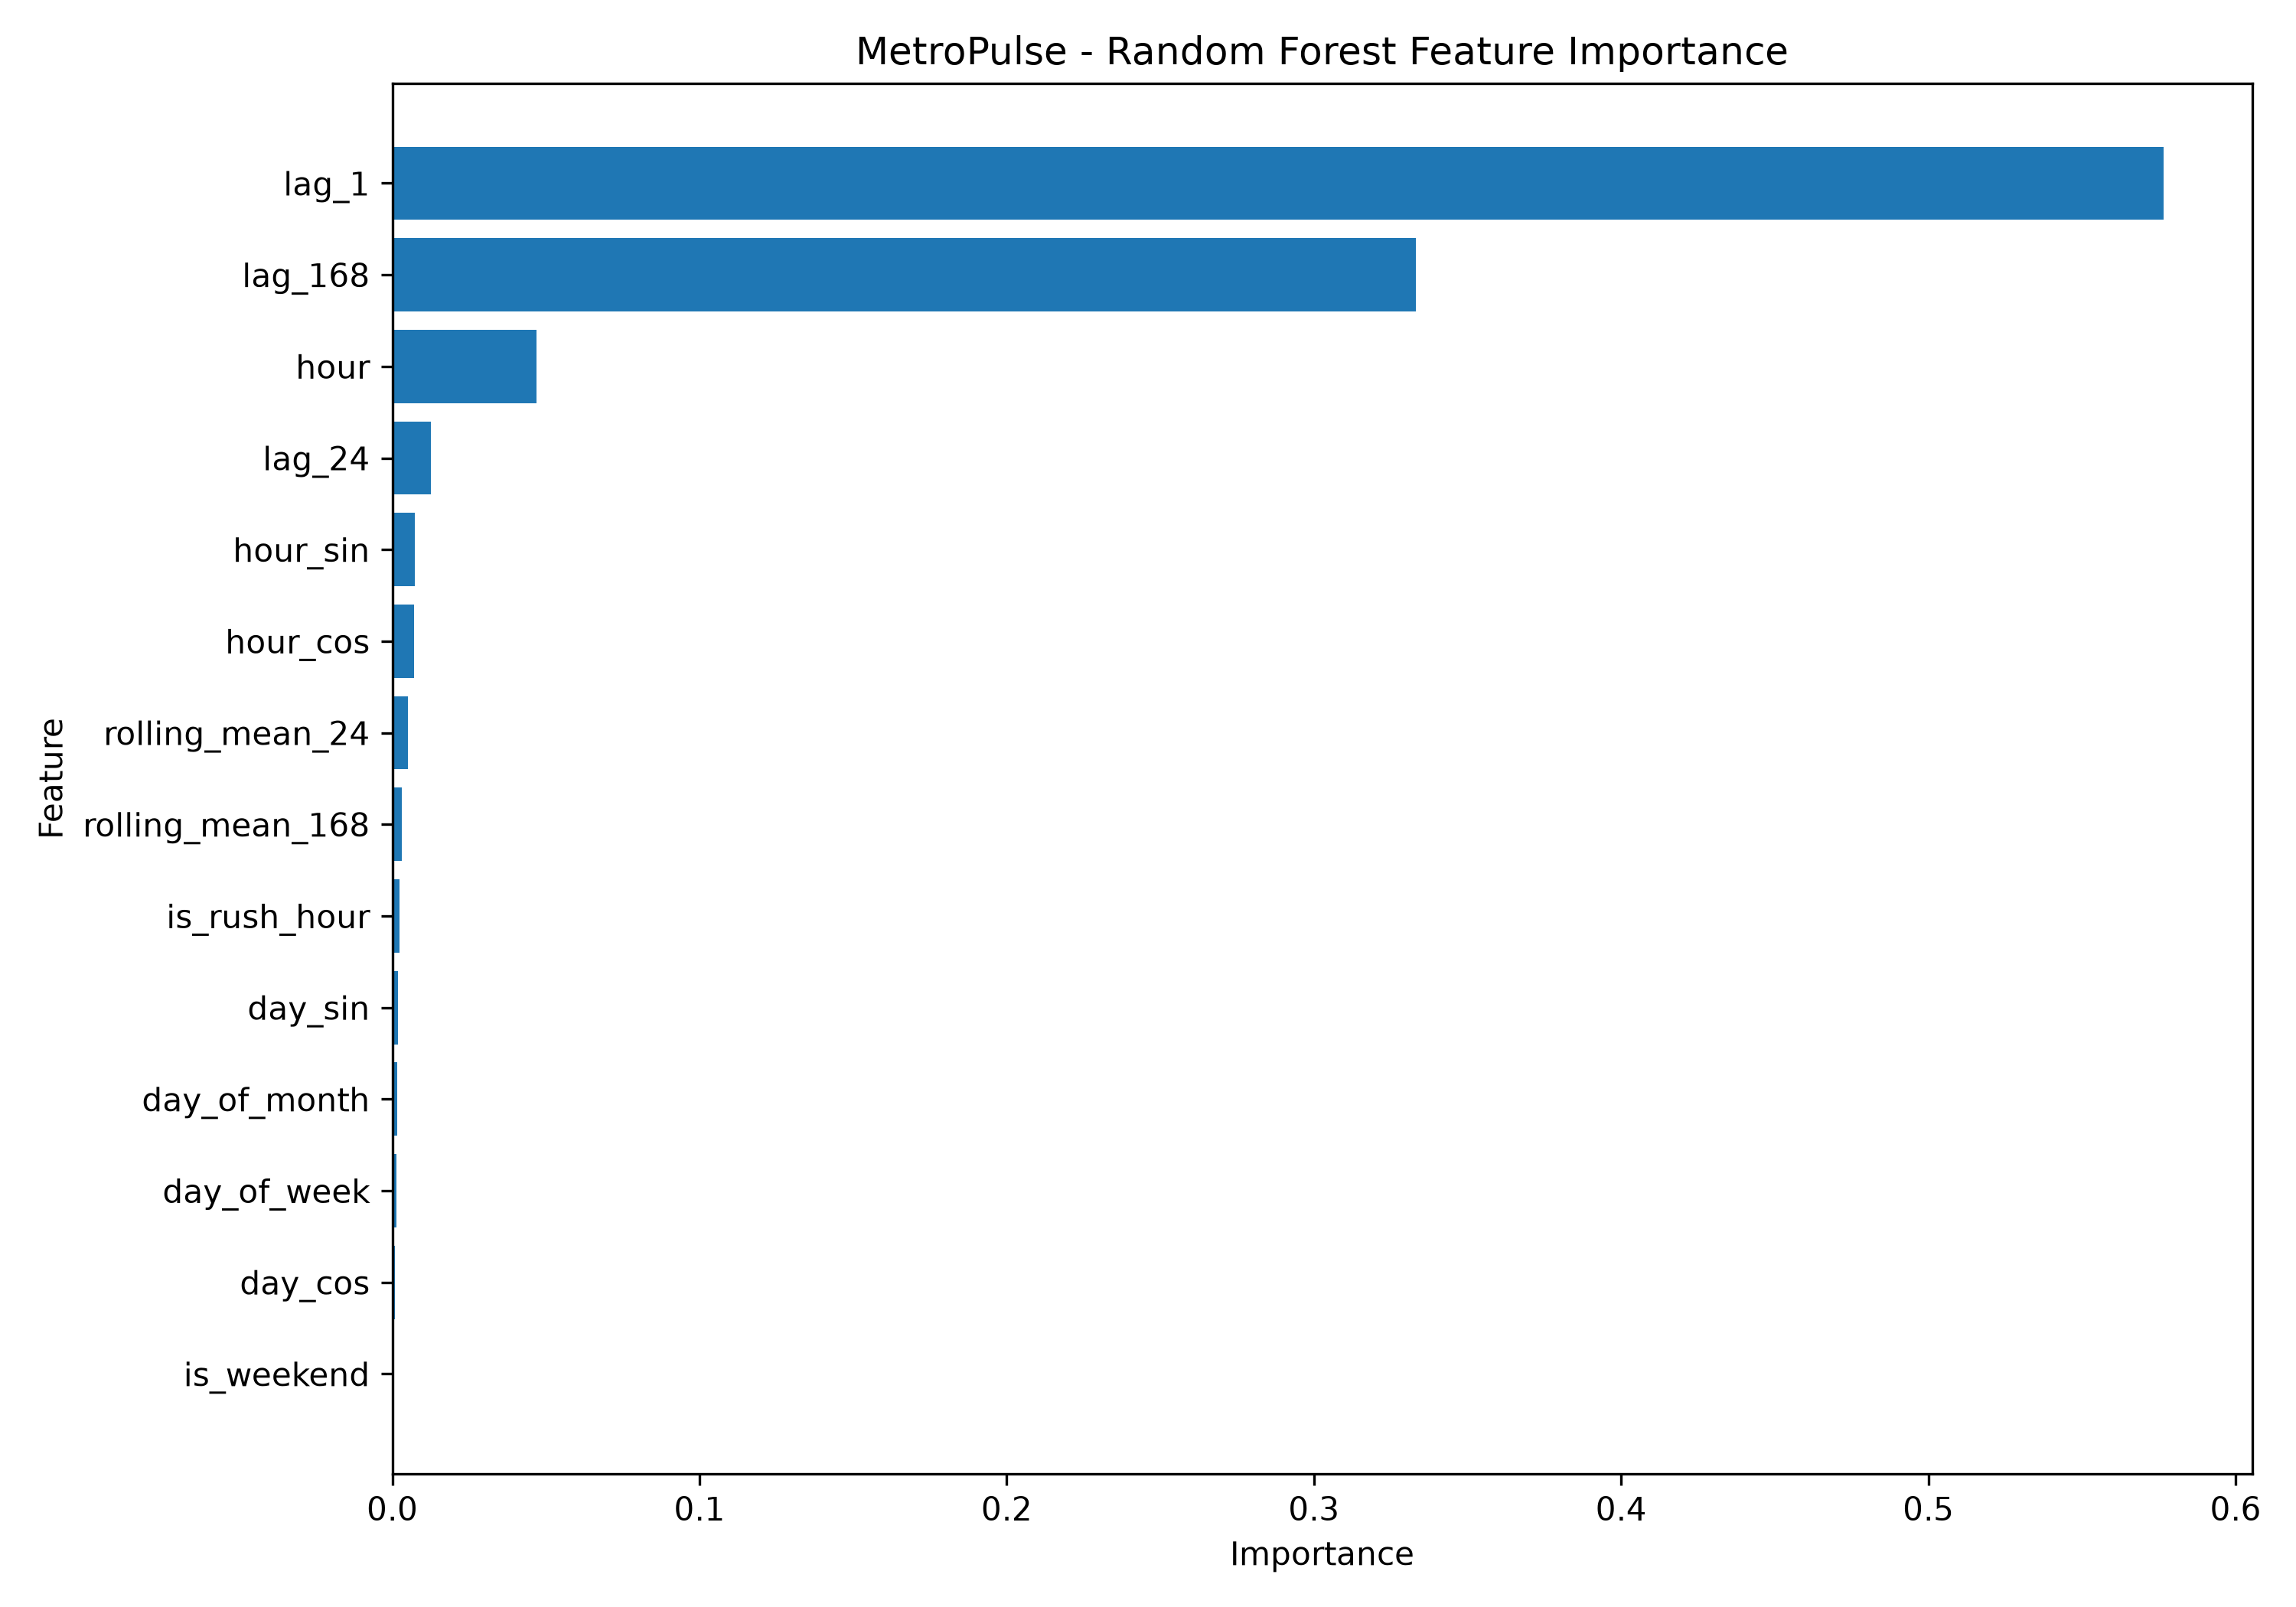 MetroPulse - Random Forest Feature Importance
lag_1
lag_168
hour
lag_24
hour_sin
hour_cos
rolling_mean_24
rolling_mean_168
is_rush_hour
day_sin
day_of_month
day_of_week
day_cos
is_weekend
Feature
0.0 0.1 0.2 0.3 0.4 0.5 0.6
Importance